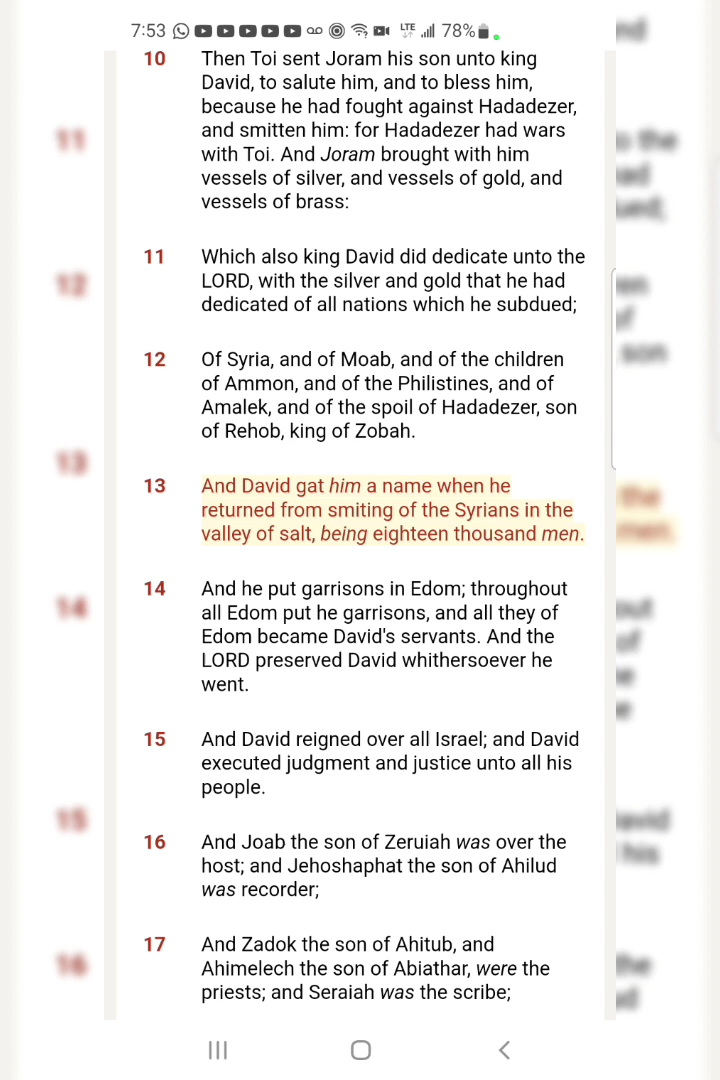 7:53 LTE 78%
10 Then Toi sent Joram his son unto king
David, to salute him, and to bless him,
because he had fought against Hadadezer,
and smitten him: for Hadadezer had wars
with Toi. And Joram brought with him
vessels of silver, and vessels of gold, and
vessels of brass:
11 Which also king David did dedicate unto the
LORD, with the silver and gold that he had
dedicated of all nations which he subdued;
12 Of Syria, and of Moab, and of the children
of Ammon, and of the Philistines, and of
Amalek, and of the spoil of Hadadezer, son
of Rehob, king of Zobah.
13 And David gat him a name when he
returned from smiting of the Syrians in the
valley of salt, being eighteen thousand men.
14 And he put garrisons in Edom; throughout
all Edom put he garrisons, and all they of
Edom became David's servants. And the
LORD preserved David whithersoever he
went.
15 And David reigned over all Israel; and David
executed judgment and justice unto all his
people.
16 And Joab the son of Zeruiah was over the
host; and Jehoshaphat the son of Ahilud
was recorder;
17 And Zadok the son of Ahitub, and
Ahimelech the son of Abiathar, were the
priests; and Seraiah was the scribe;